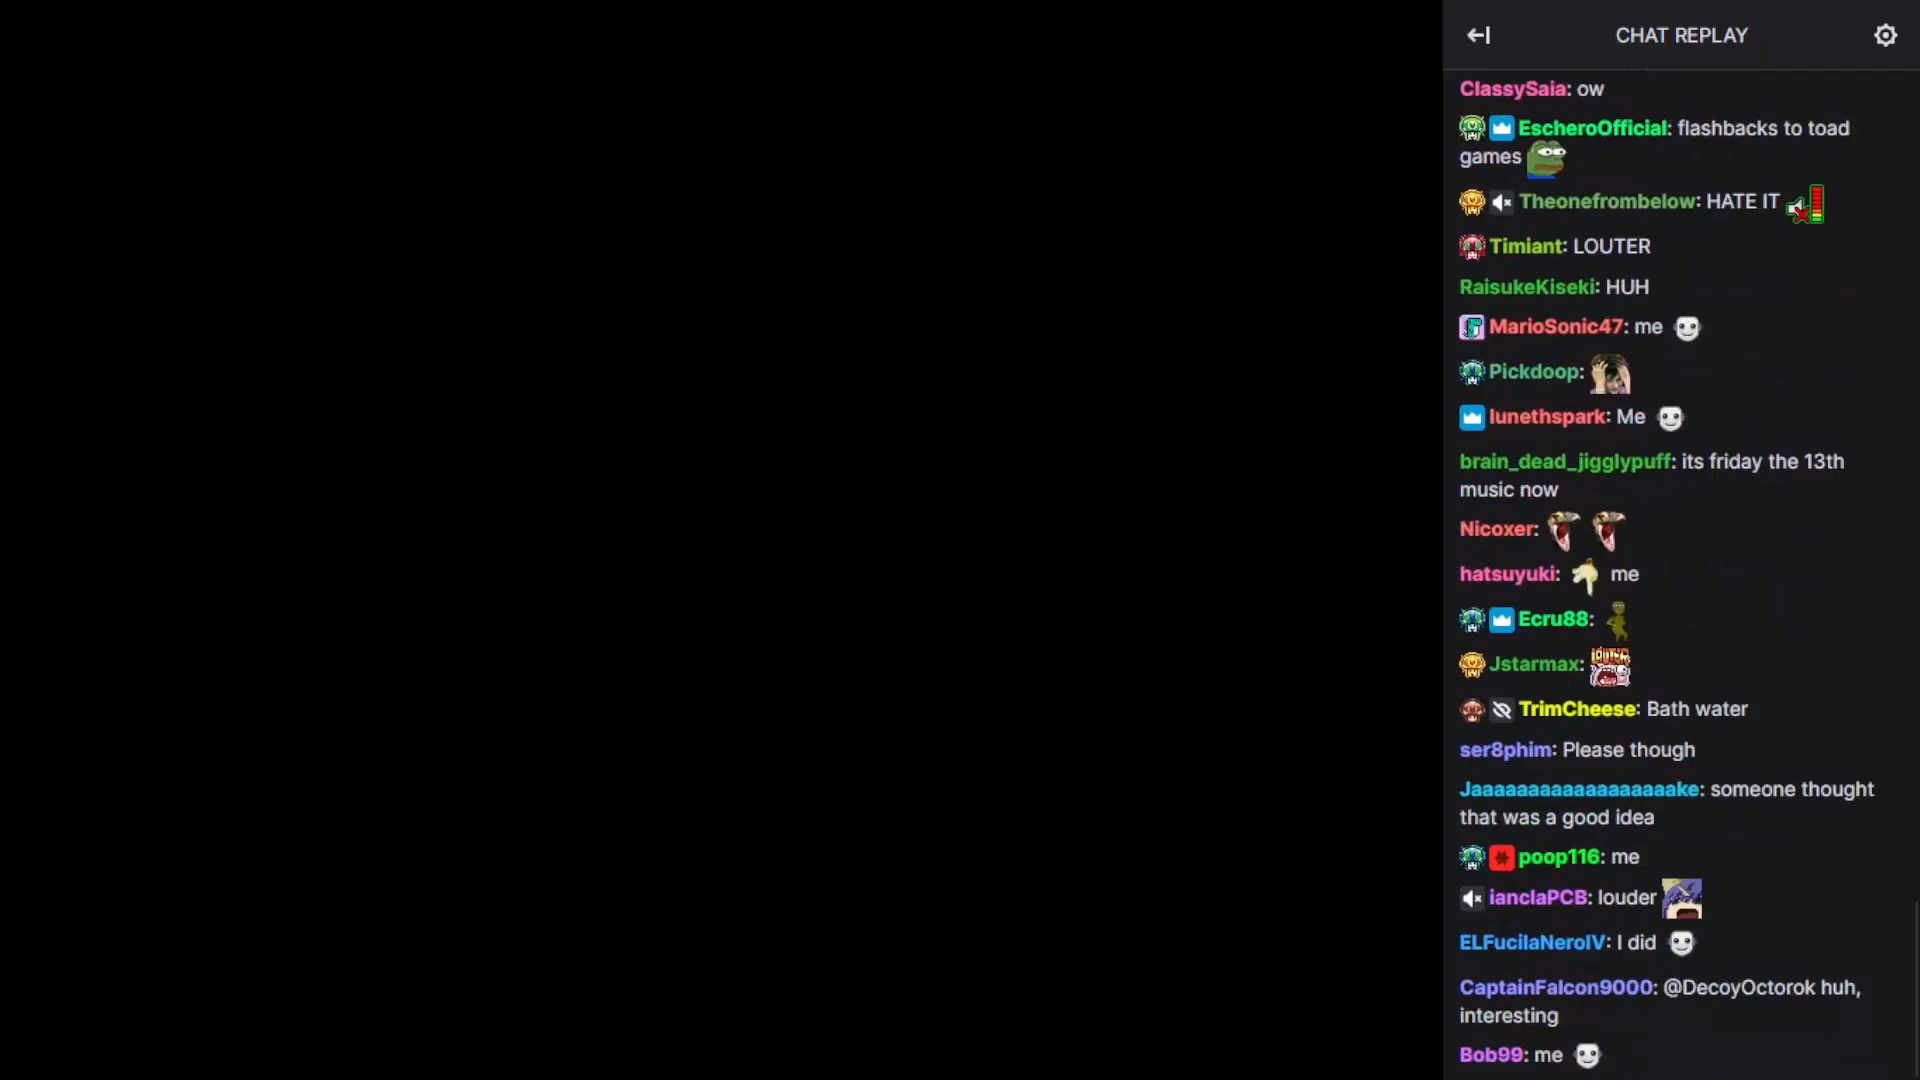 CHAT REPLAY
ClassySaia: ow
EscheroOfficial: flashbacks to toad
games
Theonefrombelow: HATE IT
Timiant: LOUTER
RaisukeKiseki: HUH
MarioSonic47: me
Pickdoop:
lunethspark: Me
brain_dead_jigglypuff: its friday the 13th
music now
Nicoxer:
hatsuyuki: me
Ecru88:
Jstarmax: LOUTER
TrimCheese: Bath water
ser8phim: Please though
Jaaaaaaaaaaaaaaaaaake: someone thought
that was a good idea
poop116: me
ianclaPCB: louder
ELFucilaNeroIV: I did
CaptainFalcon9000: @DecoyOctorok huh,
interesting
Bob99: me